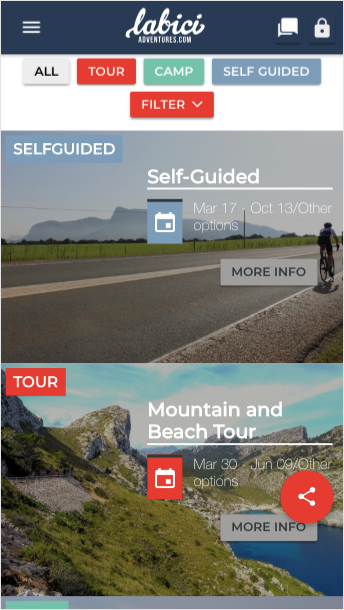 labici
ADVENTURES.COM
ALL
TOUR
CAMP
SELF GUIDED
FILTER
SELFGUIDED
Self-Guided
Mar 17 - Oct 13/Other
options
MORE INFO
TOUR
Mountain and
Beach Tour
Mar 30 - Jun 09/Other
options
MORE INFO